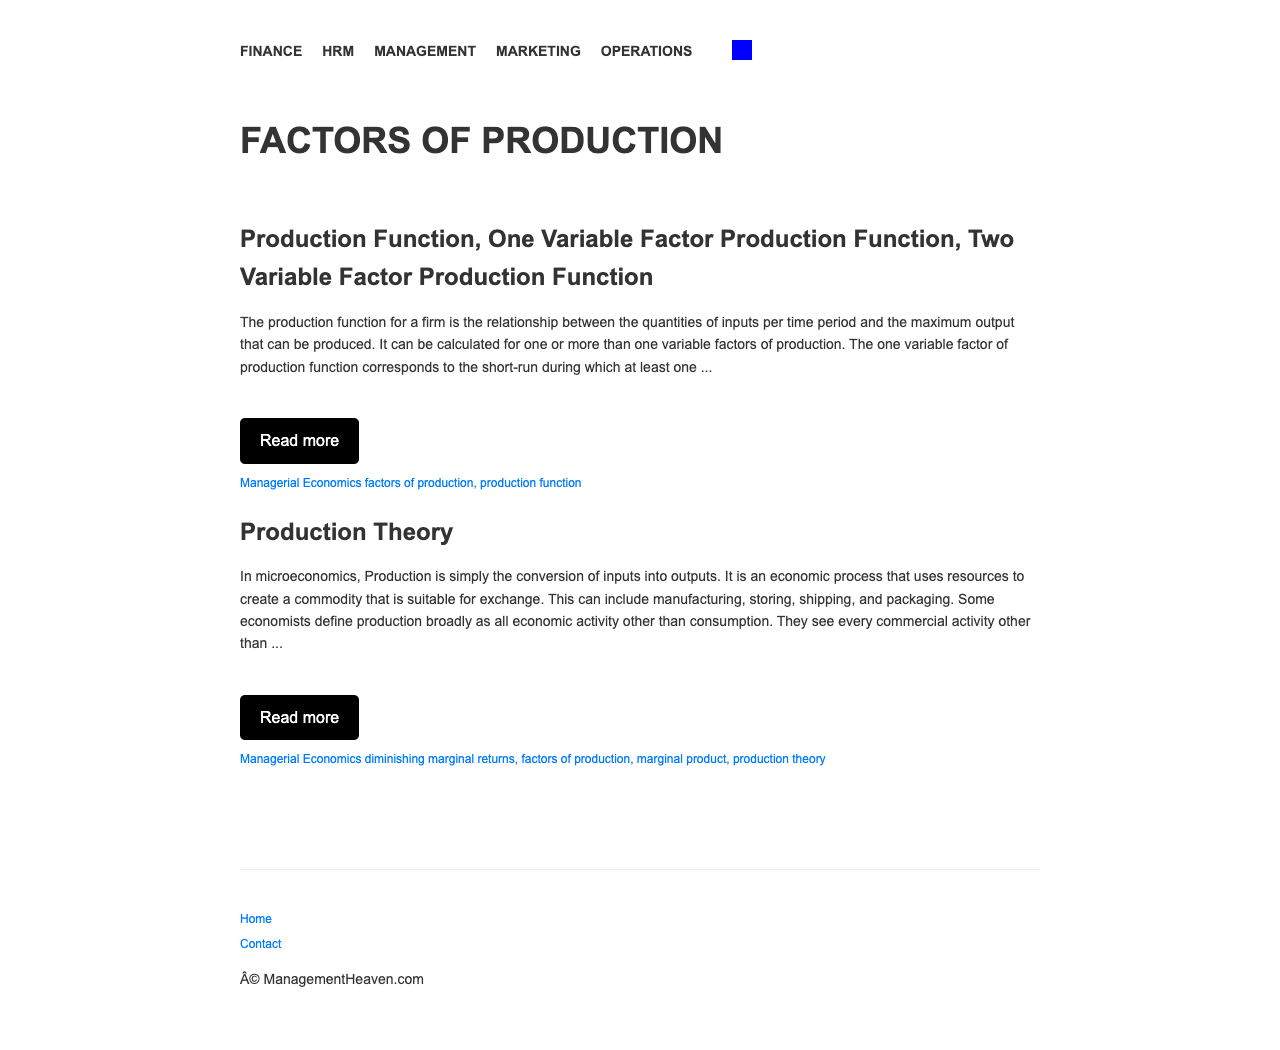 FINANCE HRM MANAGEMENT MARKETING OPERATIONS
FACTORS OF PRODUCTION
Production Function, One Variable Factor Production Function, Two
Variable Factor Production Function
The production function for a firm is the relationship between the quantities of inputs per time period and the maximum output
that can be produced. It can be calculated for one or more than one variable factors of production. The one variable factor of
production function corresponds to the short-run during which at least one ...
Read more
Managerial Economics factors of production, production function
Production Theory
In microeconomics, Production is simply the conversion of inputs into outputs. It is an economic process that uses resources to
create a commodity that is suitable for exchange. This can include manufacturing, storing, shipping, and packaging. Some
economists define production broadly as all economic activity other than consumption. They see every commercial activity other
than ...
Read more
Managerial Economics diminishing marginal returns, factors of production, marginal product, production theory
Home
Contact
Â© ManagementHeaven.com